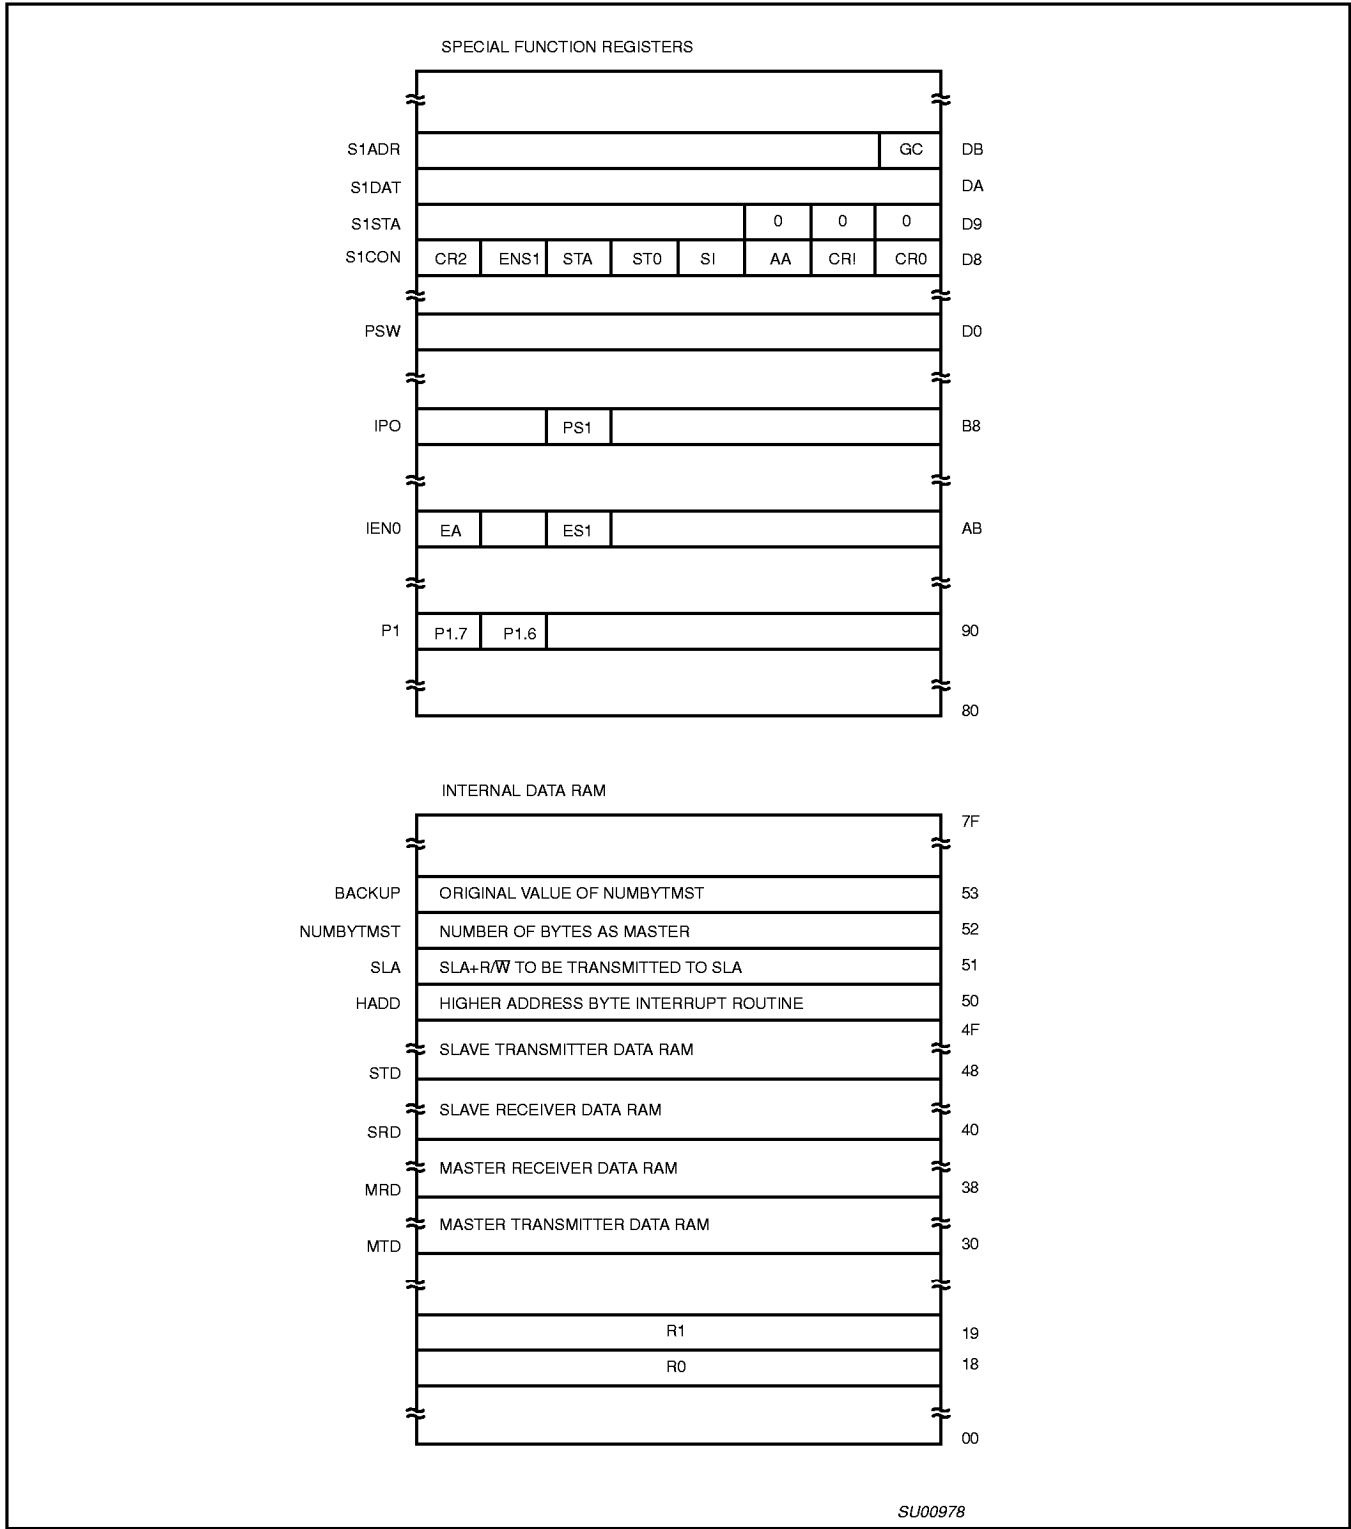 SPECIAL FUNCTION REGISTERS
S1ADR GC DB
S1DAT DA
S1STA 0 0 0 D9
S1CON CR2 ENS1 STA ST0 SI AA CRI CR0 D8
PSW D0
IPO PS1 B8
IEN0 EA ES1 AB
P1 P1.7 P1.6 90
80
INTERNAL DATA RAM
7F
BACKUP ORIGINAL VALUE OF NUMBYTMST 53
NUMBYTMST NUMBER OF BYTES AS MASTER 52
SLA SLA+R/W̅ TO BE TRANSMITTED TO SLA 51
HADD HIGHER ADDRESS BYTE INTERRUPT ROUTINE 50
4F
SLAVE TRANSMITTER DATA RAM
STD 48
SLAVE RECEIVER DATA RAM
SRD 40
MASTER RECEIVER DATA RAM
MRD 38
MASTER TRANSMITTER DATA RAM
MTD 30
R1 19
R0 18
00
SU00978